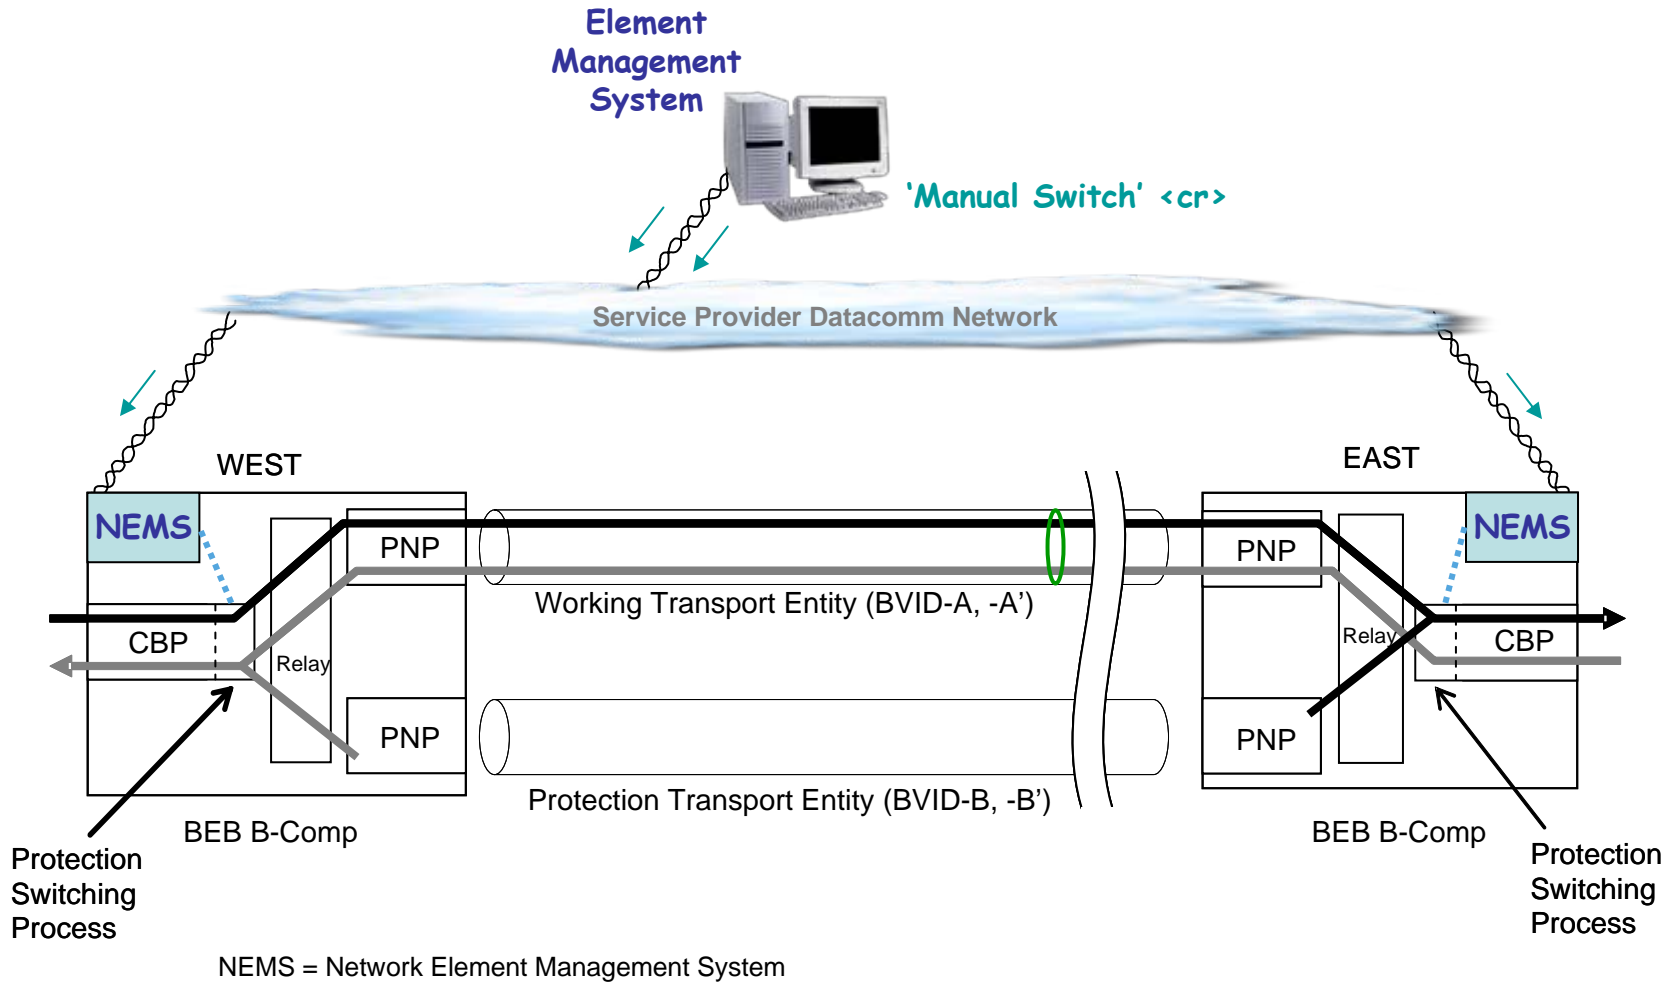 Element
Management
System
‘Manual Switch’ <cr>
Service Provider Datacomm Network
WEST
EAST
NEMS
NEMS
PNP
PNP
Working Transport Entity (BVID-A, -A’)
CBP
CBP
Relay
Relay
PNP
PNP
Protection Transport Entity (BVID-B, -B’)
BEB B-Comp
BEB B-Comp
Protection
Switching
Process
Protection
Switching
Process
NEMS = Network Element Management System